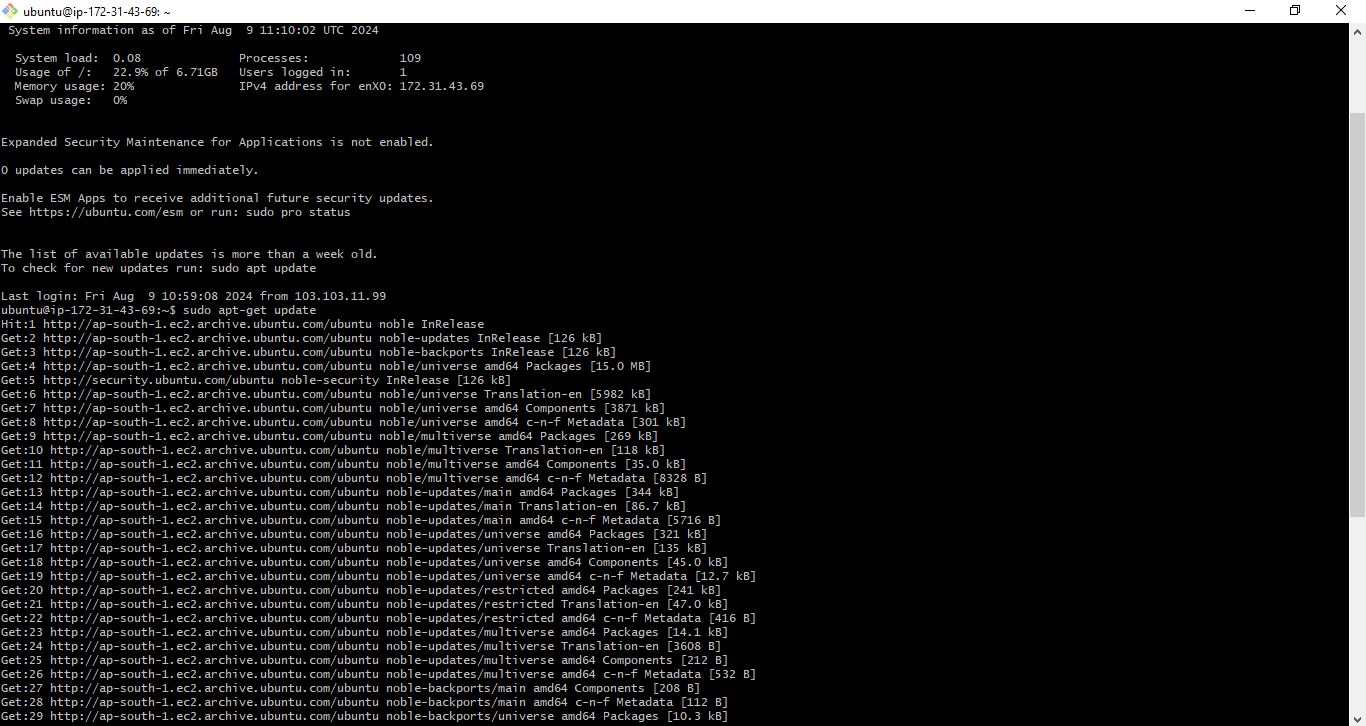 ubuntu@ip-172-31-43-69: ~
System information as of Fri Aug  9 11:10:02 UTC 2024
System load:  0.08               Processes:             109
Usage of /:   22.9% of 6.71GB   Users logged in:       1
Memory usage: 20%                IPv4 address for enX0: 172.31.43.69
Swap usage:   0%
Expanded Security Maintenance for Applications is not enabled.
0 updates can be applied immediately.
Enable ESM Apps to receive additional future security updates.
See https://ubuntu.com/esm or run: sudo pro status
The list of available updates is more than a week old.
To check for new updates run: sudo apt update
Last login: Fri Aug  9 10:59:08 2024 from 103.103.11.99
ubuntu@ip-172-31-43-69:~$ sudo apt-get update
Hit:1 http://ap-south-1.ec2.archive.ubuntu.com/ubuntu noble InRelease
Get:2 http://ap-south-1.ec2.archive.ubuntu.com/ubuntu noble-updates InRelease [126 kB]
Get:3 http://ap-south-1.ec2.archive.ubuntu.com/ubuntu noble-backports InRelease [126 kB]
Get:4 http://ap-south-1.ec2.archive.ubuntu.com/ubuntu noble/universe amd64 Packages [15.0 MB]
Get:5 http://security.ubuntu.com/ubuntu noble-security InRelease [126 kB]
Get:6 http://ap-south-1.ec2.archive.ubuntu.com/ubuntu noble/universe Translation-en [5982 kB]
Get:7 http://ap-south-1.ec2.archive.ubuntu.com/ubuntu noble/universe amd64 Components [3871 kB]
Get:8 http://ap-south-1.ec2.archive.ubuntu.com/ubuntu noble/universe amd64 c-n-f Metadata [301 kB]
Get:9 http://ap-south-1.ec2.archive.ubuntu.com/ubuntu noble/multiverse amd64 Packages [269 kB]
Get:10 http://ap-south-1.ec2.archive.ubuntu.com/ubuntu noble/multiverse Translation-en [118 kB]
Get:11 http://ap-south-1.ec2.archive.ubuntu.com/ubuntu noble/multiverse amd64 Components [35.0 kB]
Get:12 http://ap-south-1.ec2.archive.ubuntu.com/ubuntu noble/multiverse amd64 c-n-f Metadata [8328 B]
Get:13 http://ap-south-1.ec2.archive.ubuntu.com/ubuntu noble-updates/main amd64 Packages [344 kB]
Get:14 http://ap-south-1.ec2.archive.ubuntu.com/ubuntu noble-updates/main Translation-en [86.7 kB]
Get:15 http://ap-south-1.ec2.archive.ubuntu.com/ubuntu noble-updates/main amd64 c-n-f Metadata [5716 B]
Get:16 http://ap-south-1.ec2.archive.ubuntu.com/ubuntu noble-updates/universe amd64 Packages [321 kB]
Get:17 http://ap-south-1.ec2.archive.ubuntu.com/ubuntu noble-updates/universe Translation-en [135 kB]
Get:18 http://ap-south-1.ec2.archive.ubuntu.com/ubuntu noble-updates/universe amd64 Components [45.0 kB]
Get:19 http://ap-south-1.ec2.archive.ubuntu.com/ubuntu noble-updates/universe amd64 c-n-f Metadata [12.7 kB]
Get:20 http://ap-south-1.ec2.archive.ubuntu.com/ubuntu noble-updates/restricted amd64 Packages [241 kB]
Get:21 http://ap-south-1.ec2.archive.ubuntu.com/ubuntu noble-updates/restricted Translation-en [47.0 kB]
Get:22 http://ap-south-1.ec2.archive.ubuntu.com/ubuntu noble-updates/restricted amd64 c-n-f Metadata [416 B]
Get:23 http://ap-south-1.ec2.archive.ubuntu.com/ubuntu noble-updates/multiverse amd64 Packages [14.1 kB]
Get:24 http://ap-south-1.ec2.archive.ubuntu.com/ubuntu noble-updates/multiverse Translation-en [3608 B]
Get:25 http://ap-south-1.ec2.archive.ubuntu.com/ubuntu noble-updates/multiverse amd64 Components [212 B]
Get:26 http://ap-south-1.ec2.archive.ubuntu.com/ubuntu noble-updates/multiverse amd64 c-n-f Metadata [532 B]
Get:27 http://ap-south-1.ec2.archive.ubuntu.com/ubuntu noble-backports/main amd64 Components [208 B]
Get:28 http://ap-south-1.ec2.archive.ubuntu.com/ubuntu noble-backports/main amd64 c-n-f Metadata [112 B]
Get:29 http://ap-south-1.ec2.archive.ubuntu.com/ubuntu noble-backports/universe amd64 Packages [10.3 kB]